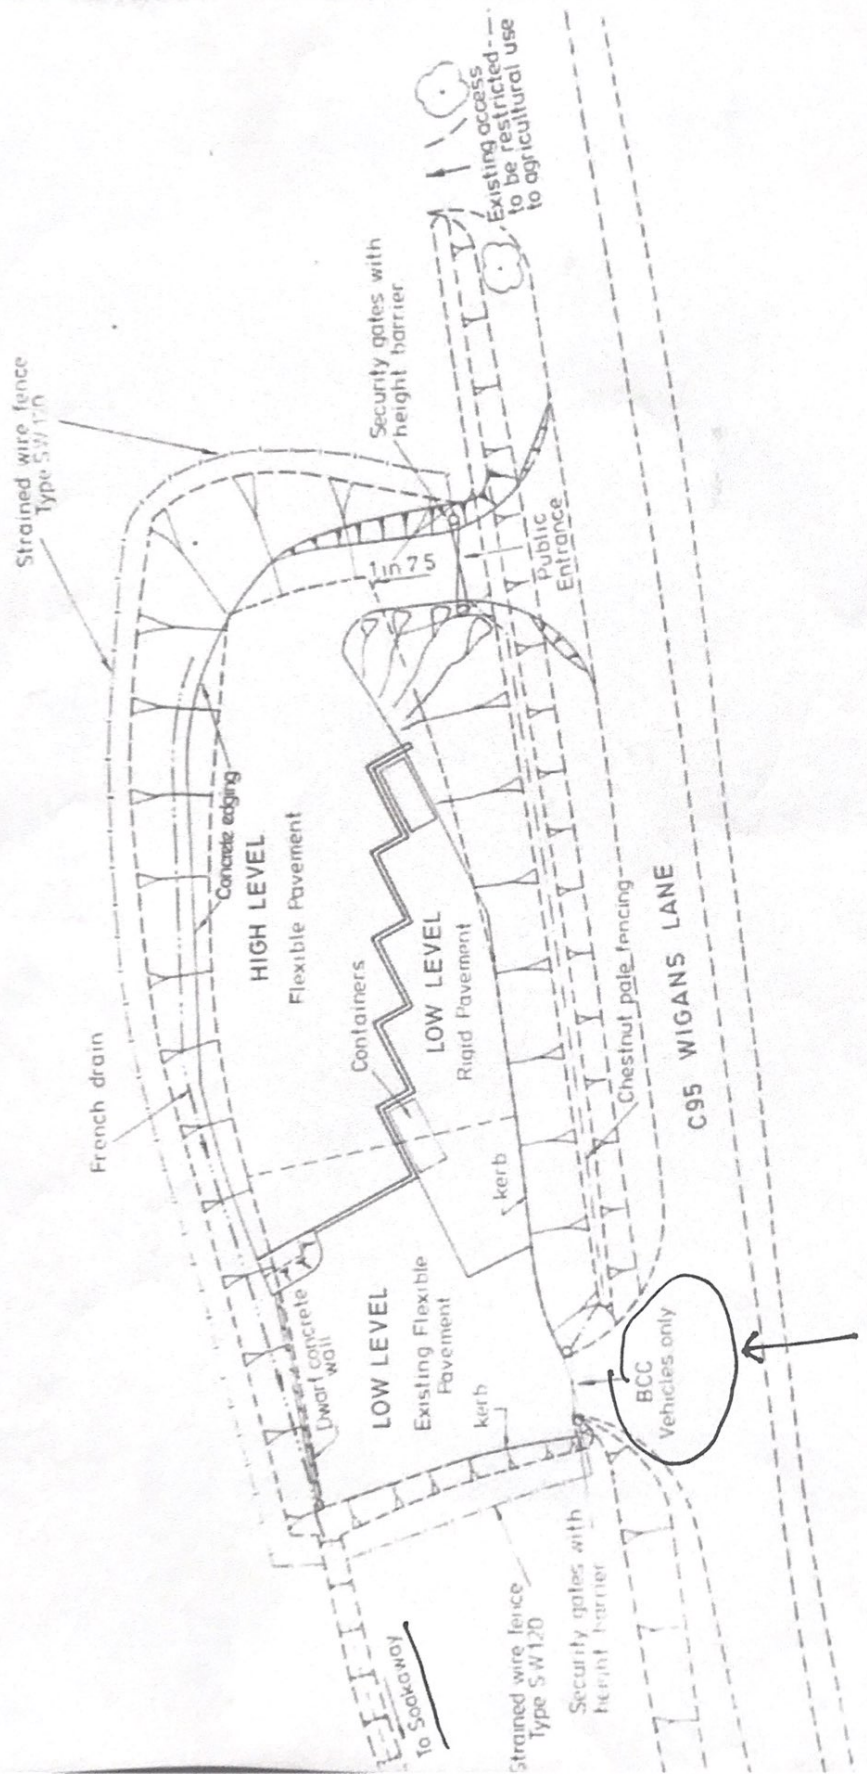 Strained wire fence
Type SW120
Existing access
to be restricted
to agricultural use
Security gates with
height barrier
1 in 75
Public
Entrance
Concrete edging
HIGH LEVEL
Flexible Pavement
Containers
LOW LEVEL
Rigid Pavement
Chestnut pale fencing
C95 WIGANS LANE
French drain
kerb
Dwarf concrete
wall
LOW LEVEL
Existing Flexible
Pavement
kerb
BCC
Vehicles only
To Soakaway
Strained wire fence
Type SW120
Security gates with
height barrier